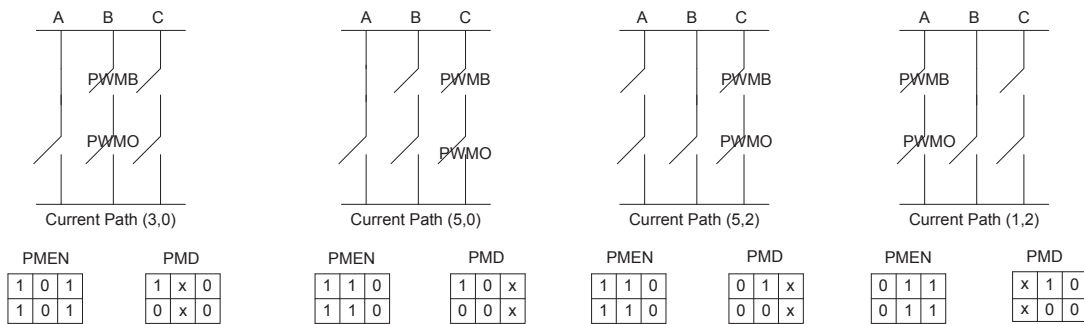 A B C A B C A B C A B C
PWMB PWMB PWMB PWMB
PWMO PWMO PWMO PWMO
Current Path (3,0) Current Path (5,0) Current Path (5,2) Current Path (1,2)
PMEN PMD PMEN PMD PMEN PMD PMEN PMD
1 0 1 1 x 0 1 1 0 1 0 x 1 1 0 0 1 x 0 1 1 x 1 0
1 0 1 0 x 0 1 1 0 0 0 x 1 1 0 0 0 x 0 1 1 x 0 0